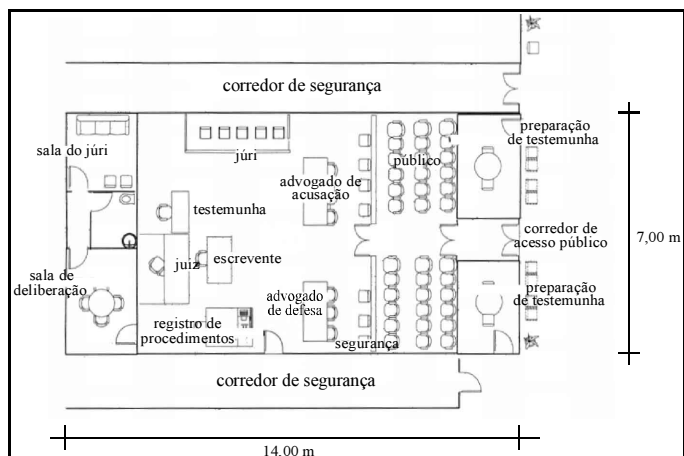 corredor de segurança
sala do júri
júri
público
preparação
de testemunha
advogado de
acusação
testemunha
corredor de
acesso público
7,00 m
juiz
escrevente
sala de
deliberação
advogado
de defesa
preparação
de testemunha
registro de
procedimentos
segurança
corredor de segurança
14,00 m